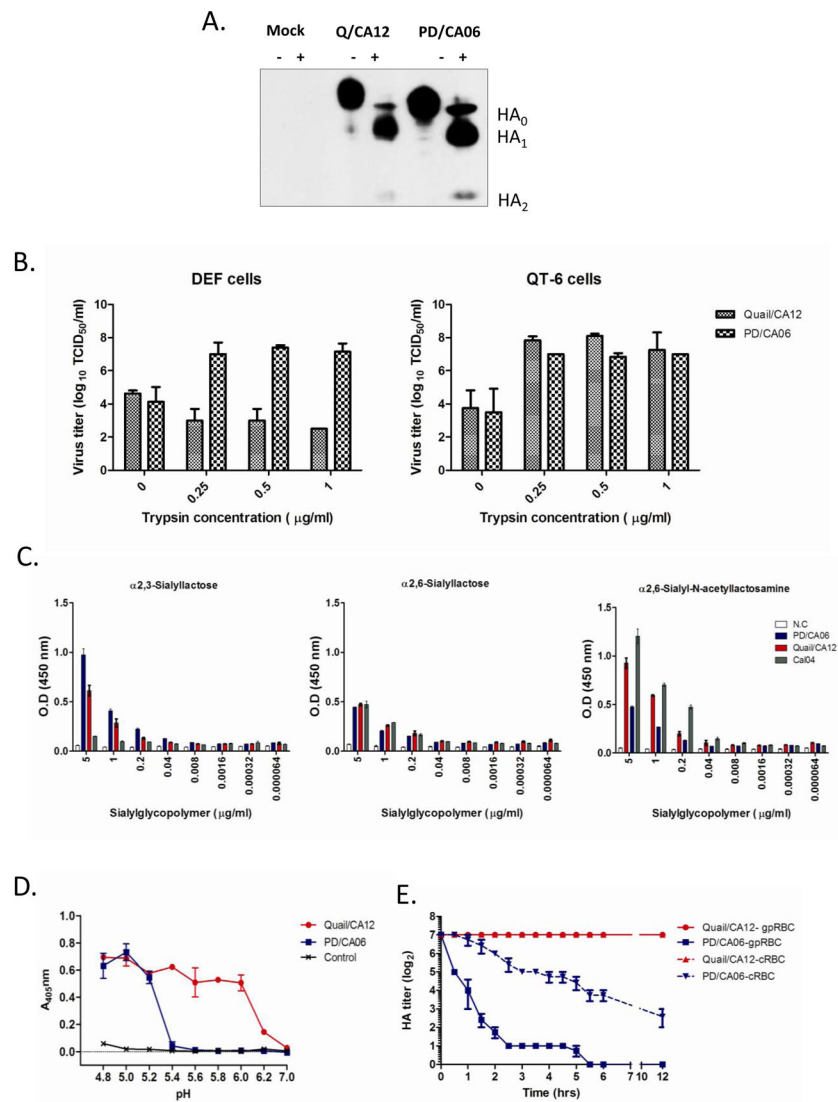 A.
Mock Q/CA12 PD/CA06
- + - + - +
HA0
HA1
HA2
B.
DEF cells
Virus titer (log 10 TCID50/ml)
10
8
6
4
2
0
0 0.25 0.5 1
Trypsin concentration ( μg/ml)
QT-6 cells
Virus titer (log 10 TCID50/ml)
10
8
6
4
2
0
0 0.25 0.5 1
Trypsin concentration ( μg/ml)
Quail/CA12
PD/CA06
C.
α2,3-Sialyllactose
O.D (450 nm)
1.5
1.0
0.5
0.0
5 1 0.2 0.04 0.008 0.0016 0.00032 0.000064
Sialylglycopolymer (μg/ml)
α2,6-Sialyllactose
O.D (450 nm)
1.5
1.0
0.5
0.0
5 1 0.2 0.04 0.008 0.0016 0.00032 0.000064
Sialylglycopolymer (μg/ml)
α2,6-Sialyl-N-acetyllactosamine
O.D (450 nm)
1.5
1.0
0.5
0.0
5 1 0.2 0.04 0.008 0.0016 0.00032 0.000064
Sialylglycopolymer (μg/ml)
N.C
PD/CA06
Quail/CA12
Cal04
D.
A405nm
1.0
0.8
0.6
0.4
0.2
0.0
4.8 5.0 5.2 5.4 5.6 5.8 6.0 6.2 7.0
pH
Quail/CA12
PD/CA06
Control
E.
HA titer (log2)
8
7
6
5
4
3
2
1
0
0 1 2 3 4 5 6 7 10 12
Time (hrs)
Quail/CA12- gpRBC
PD/CA06-gpRBC
Quail/CA12-cRBC
PD/CA06-cRBC